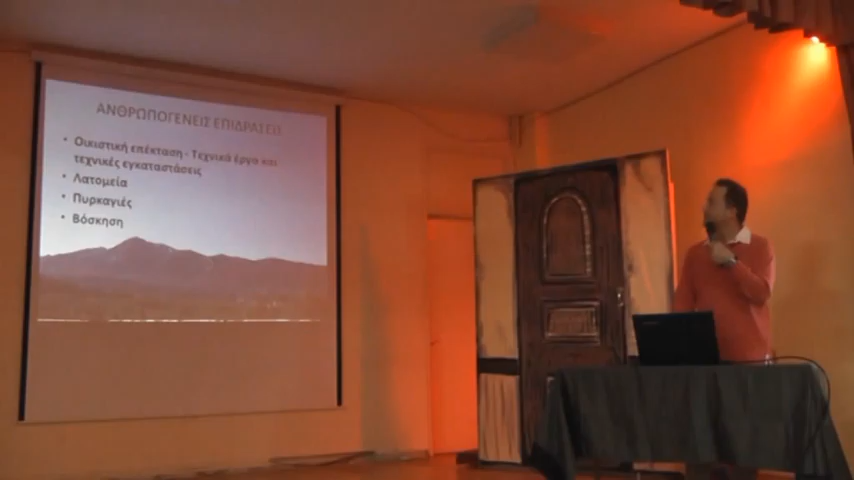 ΑΝΘΡΩΠΟΓΕΝΕΙΣ ΕΠΙΔΡΑΣΕΙΣ
• Οικιστική επέκταση - Τεχνικά έργα και
τεχνικές εγκαταστάσεις
• Λατομεία
• Πυρκαγιές
• Βόσκηση